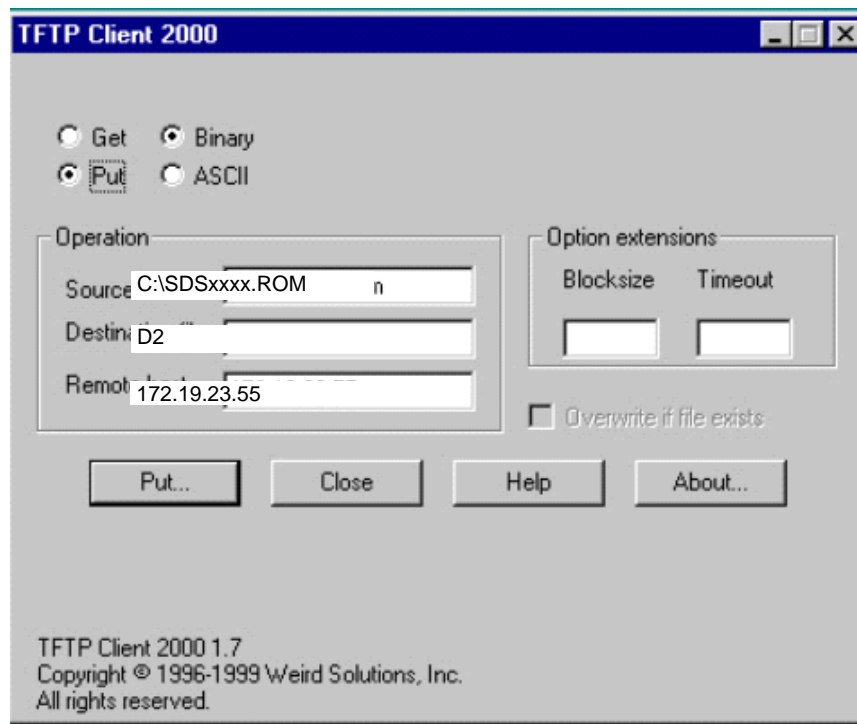 TFTP Client 2000
Get Binary
Put ASCII
Operation
Option extensions
Source C:\SDSxxxx.ROM n
Blocksize Timeout
D2
172.19.23.55
Overwrite if file exists
Put... Close Help About...
TFTP Client 2000 1.7
Copyright © 1996-1999 Weird Solutions, Inc.
All rights reserved.